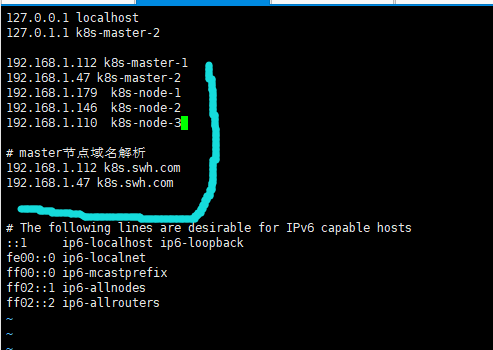 127.0.0.1 localhost
127.0.1.1 k8s-master-2
192.168.1.112 k8s-master-1
192.168.1.47 k8s-master-2
192.168.1.179  k8s-node-1
192.168.1.146  k8s-node-2
192.168.1.110  k8s-node-3
# master节点域名解析
192.168.1.112 k8s.swh.com
192.168.1.47 k8s.swh.com
# The following lines are desirable for IPv6 capable hosts
::1     ip6-localhost ip6-loopback
fe00::0 ip6-localnet
ff00::0 ip6-mcastprefix
ff02::1 ip6-allnodes
ff02::2 ip6-allrouters
~
~
~